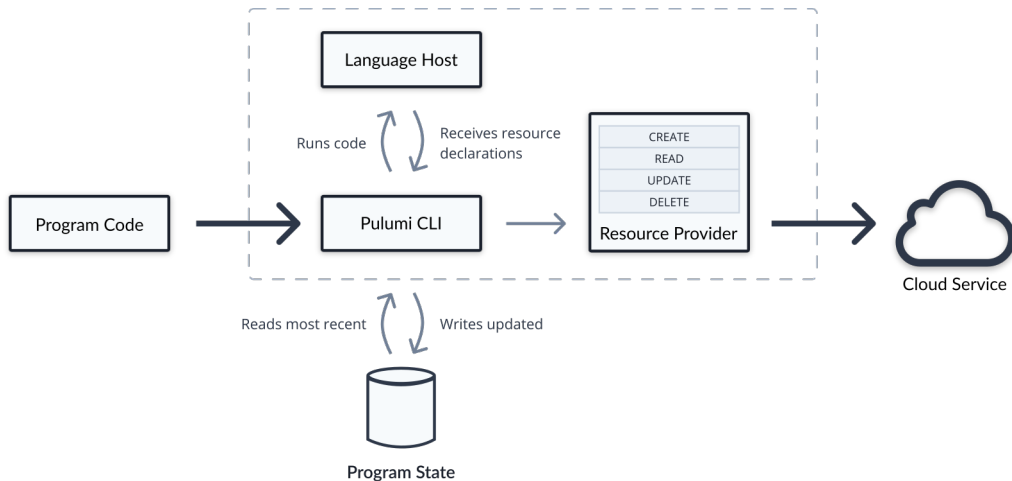 Language Host
Runs code
Receives resource
declarations
CREATE
READ
UPDATE
DELETE
Resource Provider
Program Code
Pulumi CLI
Cloud Service
Reads most recent
Writes updated
Program State